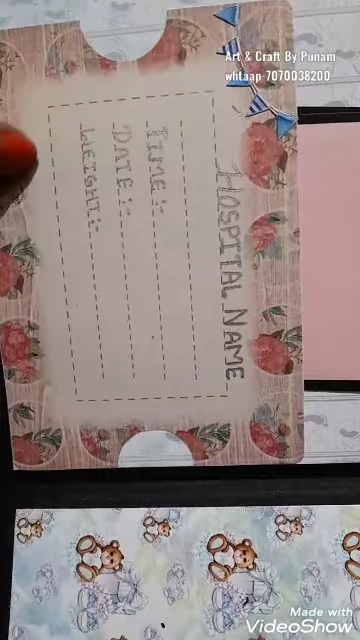 Art & Craft By Punam
whtaap 7070038200
HOSPITAL NAME
TIME:-
DATE:-
WEIGHT:-
Made with
VideoShow